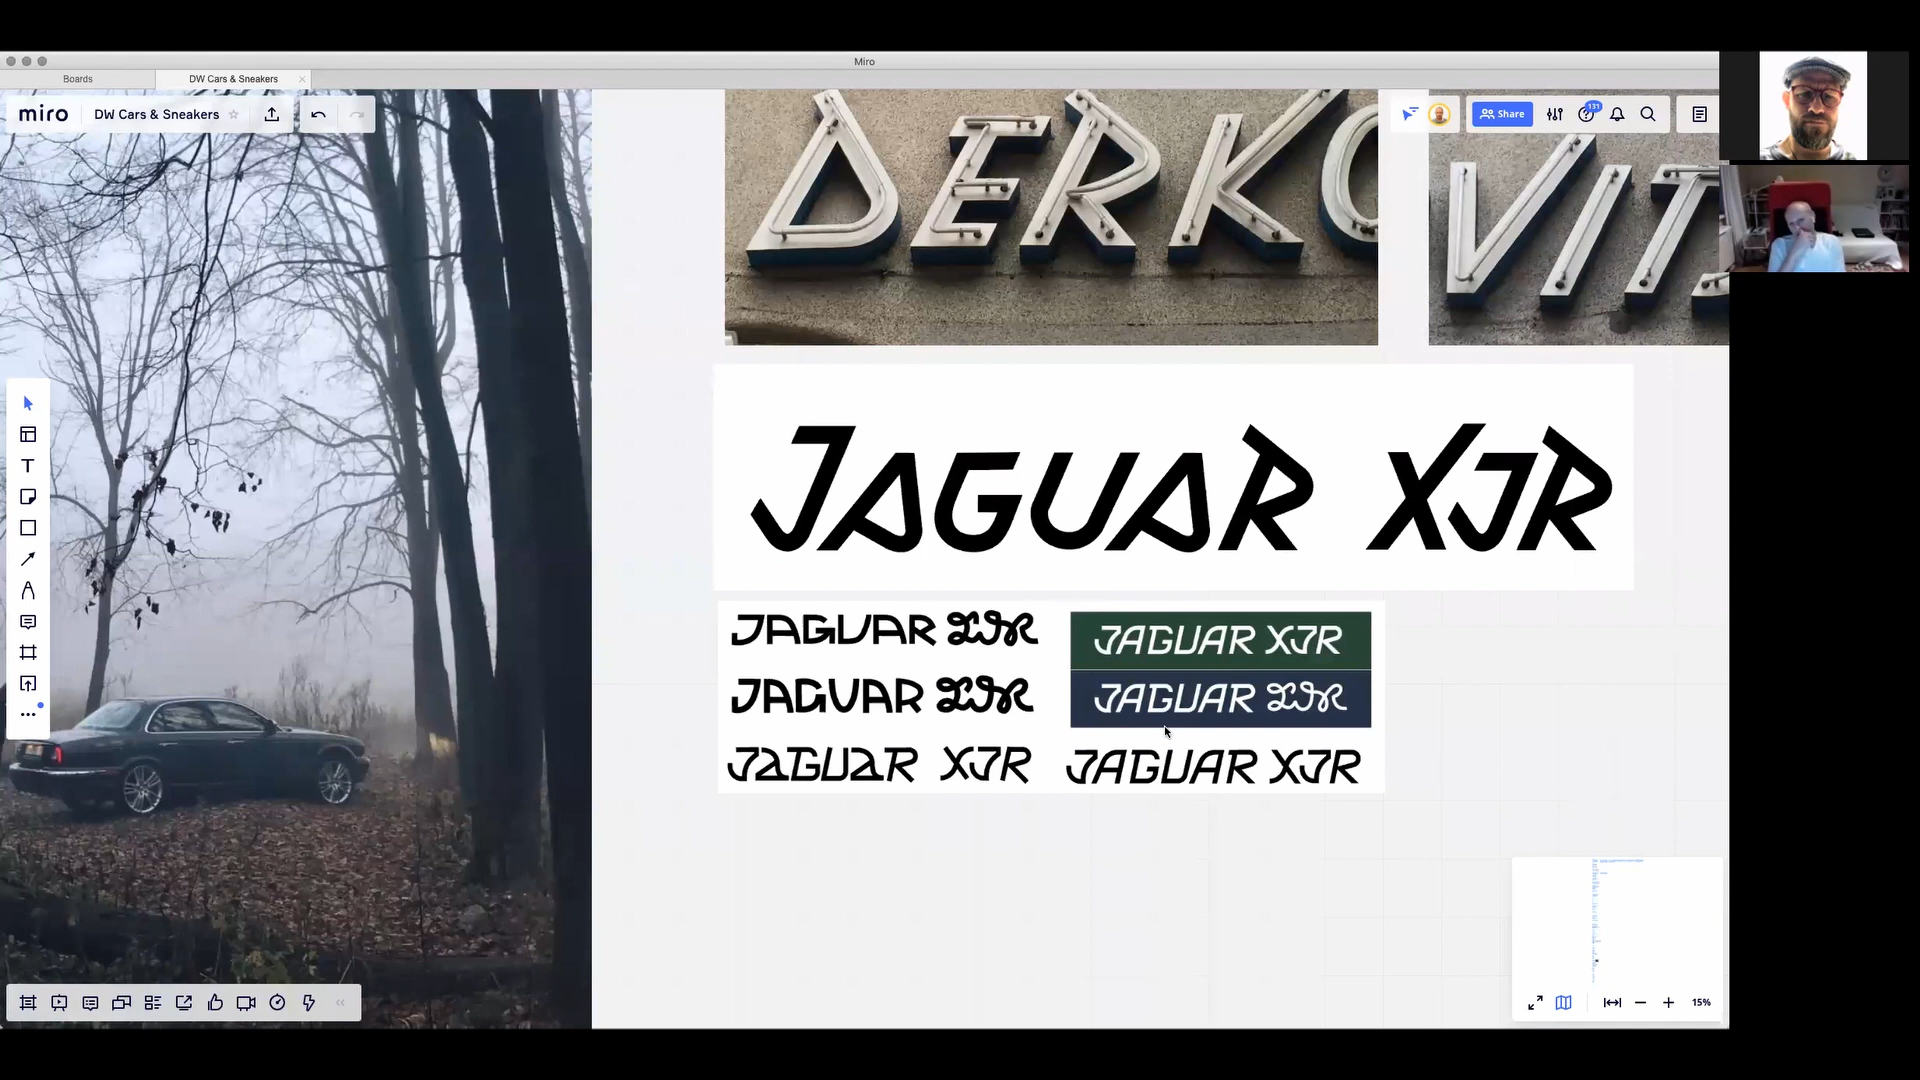 Miro
Boards
DW Cars & Sneakers
miro
DW Cars & Sneakers
Share
131
DERKO
VIT
JAGUAR XJR
JAGUAR XJR
JAGUAR XJR
JAGUAR XJR
JAGUAR XJR
JAGUAR XJR
JAGUAR XJR
15%